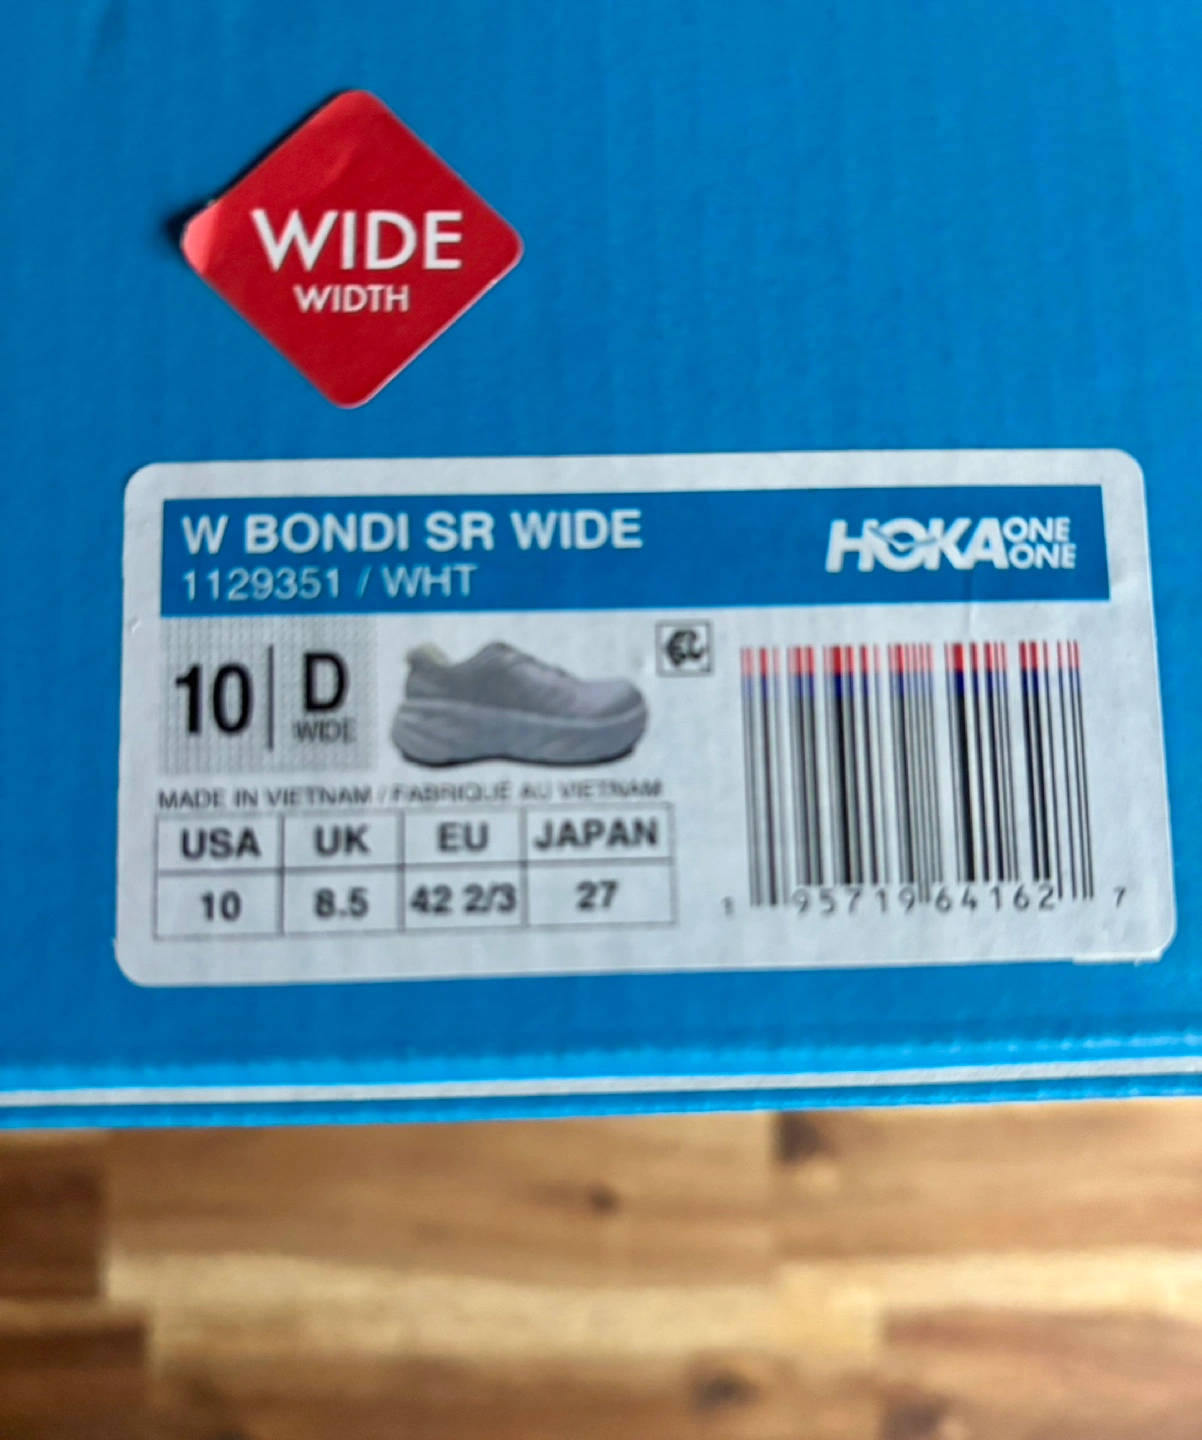 WIDE
WIDTH
W BONDI SR WIDE
1129351 / WHT
HOKA ONE ONE
10 D
WIDE
MADE IN VIETNAM / FABRIQUÉ AU VIETNAM
USA UK EU JAPAN
10 8.5 42 2/3 27
1 95719 64162 7